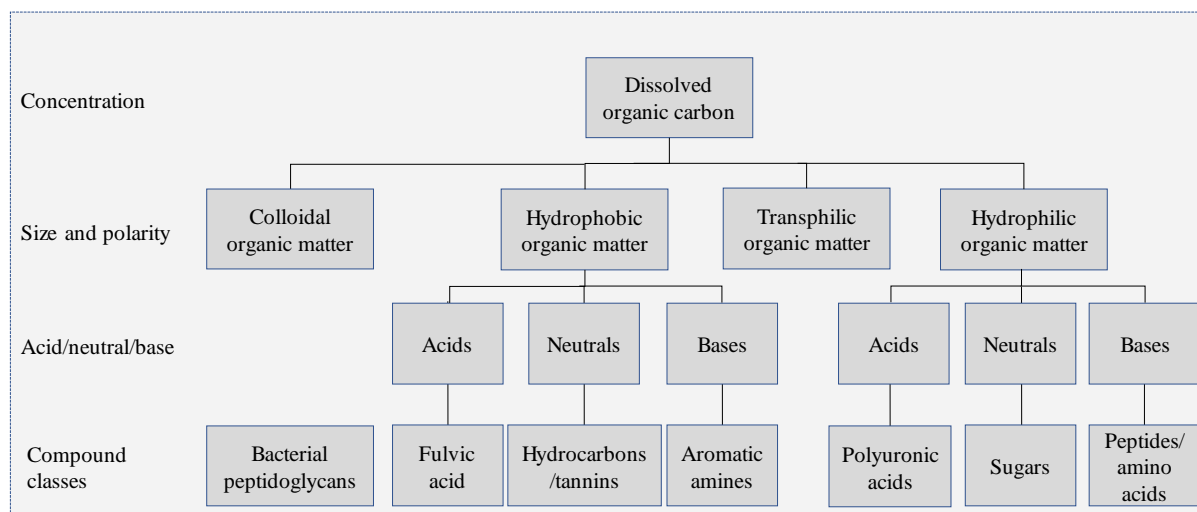 Concentration
Dissolved
organic carbon
Size and polarity
Colloidal
organic matter
Hydrophobic
organic matter
Transphilic
organic matter
Hydrophilic
organic matter
Acid/neutral/base
Acids
Neutrals
Bases
Acids
Neutrals
Bases
Compound
classes
Bacterial
peptidoglycans
Fulvic
acid
Hydrocarbons
/tannins
Aromatic
amines
Polyuronic
acids
Sugars
Peptides/
amino
acids